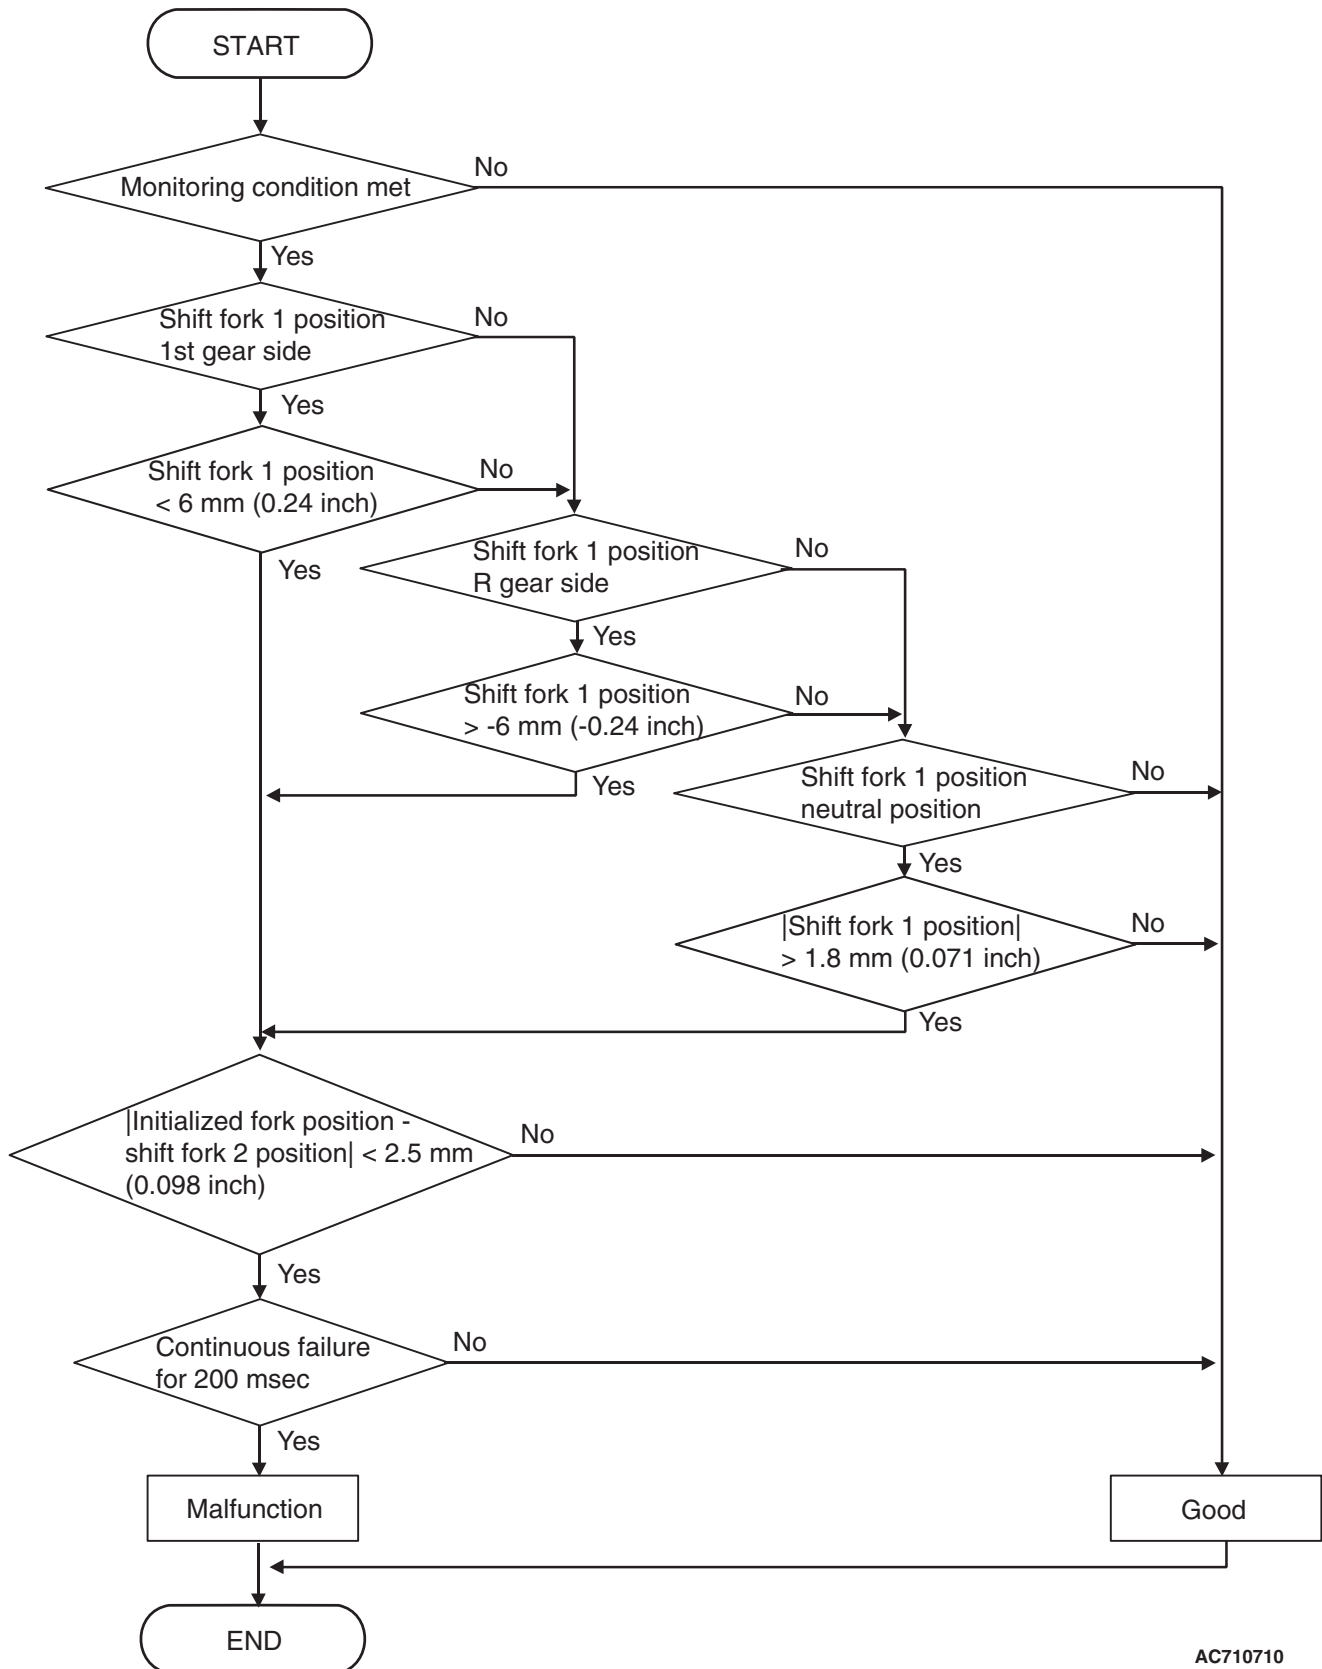 START
Monitoring condition met
No
Yes
Shift fork 1 position
1st gear side
No
Yes
Shift fork 1 position
< 6 mm (0.24 inch)
No
Yes
Shift fork 1 position
R gear side
No
Yes
Shift fork 1 position
> -6 mm (-0.24 inch)
No
Yes
Shift fork 1 position
neutral position
No
Yes
|Shift fork 1 position|
> 1.8 mm (0.071 inch)
No
Yes
|Initialized fork position -
shift fork 2 position| < 2.5 mm
(0.098 inch)
No
Yes
Continuous failure
for 200 msec
No
Yes
Malfunction
Good
END
AC710710